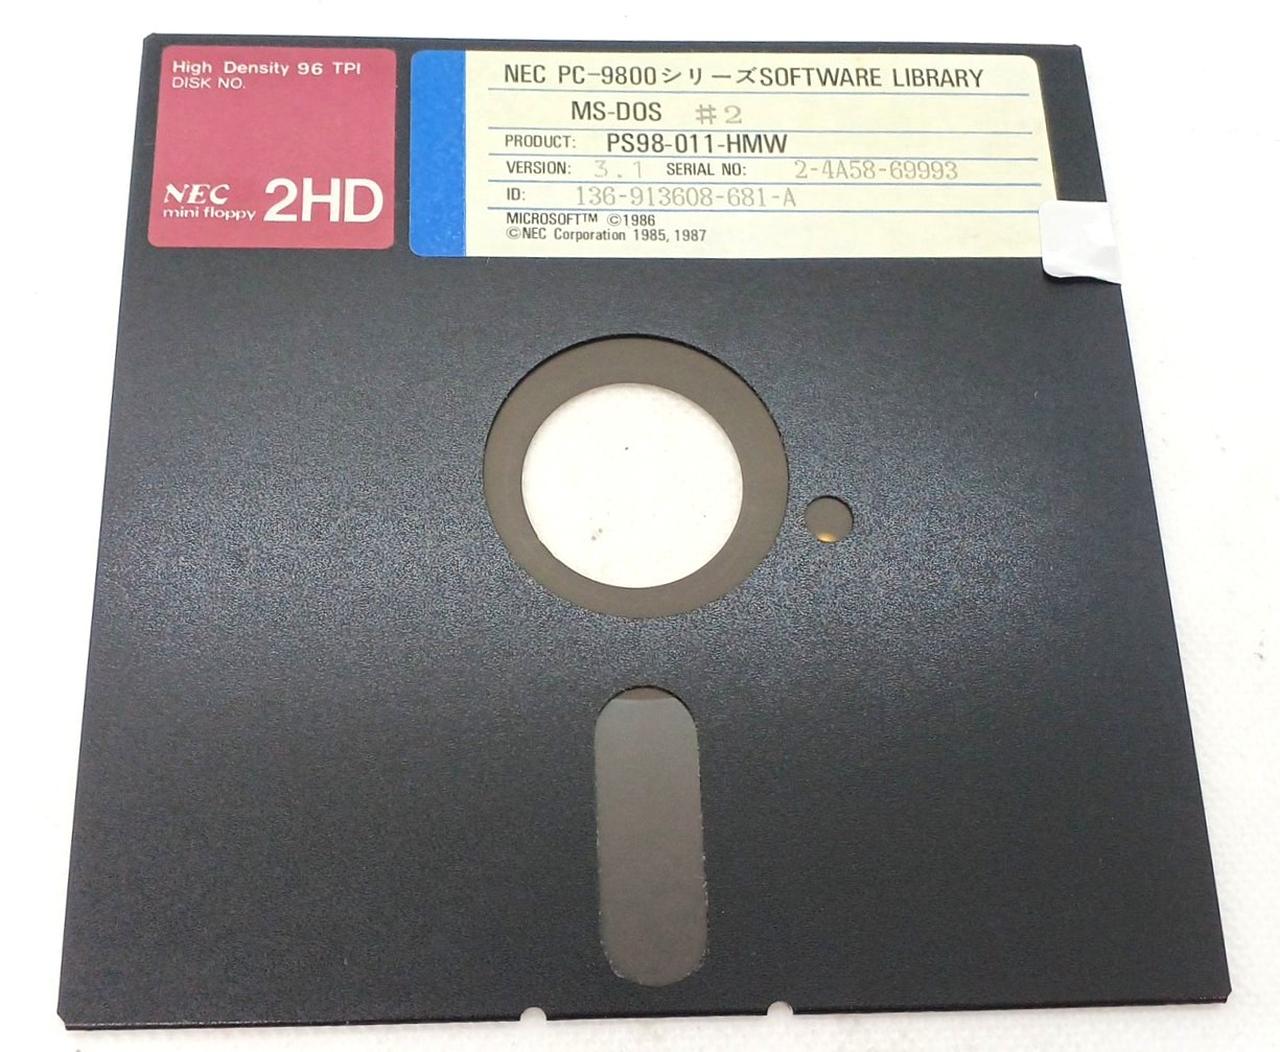 High Density 96 TPI
DISK NO.
NEC
mini floppy 2HD
NEC PC-9800シリーズSOFTWARE LIBRARY
MS-DOS #2
PRODUCT: PS98-011-HMW
VERSION: 3.1 SERIAL NO: 2-4A58-69993
ID: 136-913608-681-A
MICROSOFT™ ©1986
©NEC Corporation 1985, 1987